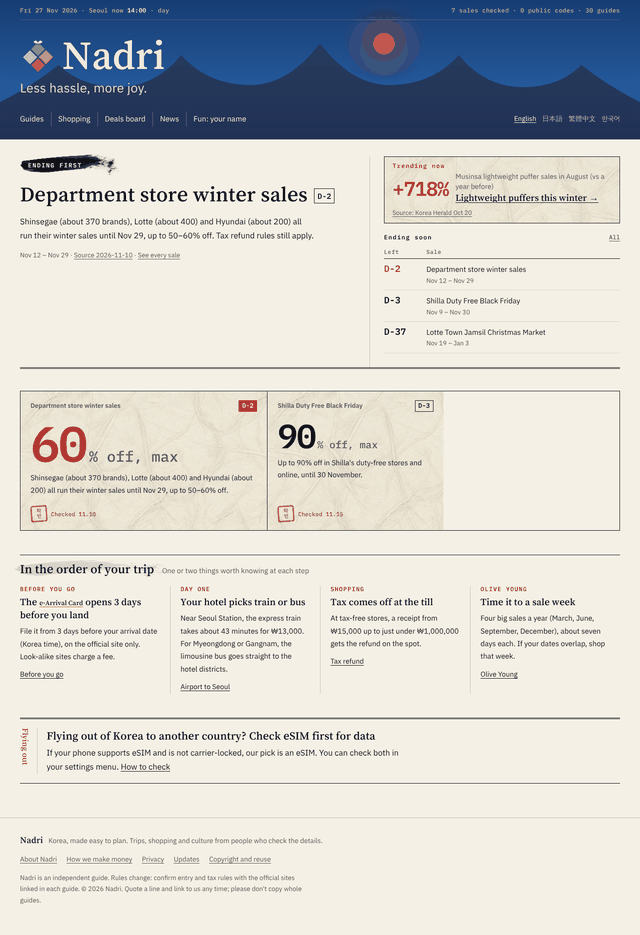 Fri 27 Nov 2026 · Seoul now 14:00 · day
7 sales checked · 0 public codes · 30 guides
Nadri
Less hassle, more joy.
Guides
Shopping
Deals board
News
Fun: your name
English
日本語
繁體中文
한국어
ENDING FIRST
Department store winter sales D-2
Shinsegae (about 370 brands), Lotte (about 400) and Hyundai (about 200) all
run their winter sales until Nov 29, up to 50–60% off. Tax refund rules still apply.
Nov 12 – Nov 29 · Source 2026-11-10 · See every sale
Trending now
+718%
Musinsa lightweight puffer sales in August (vs a
year before)
Lightweight puffers this winter →
Source: Korea Herald Oct 20
Ending soon
All
Left Sale
D-2 Department store winter sales
Nov 12 – Nov 29
D-3 Shilla Duty Free Black Friday
Nov 9 – Nov 30
D-37 Lotte Town Jamsil Christmas Market
Nov 19 – Jan 3
Department store winter sales D-2
60% off, max
Shinsegae (about 370 brands), Lotte (about 400) and Hyundai (about
200) all run their winter sales until Nov 29, up to 50–60% off.
확인
Checked 11.10
Shilla Duty Free Black Friday D-3
90% off, max
Up to 90% off in Shilla's duty-free stores and
online, until 30 November.
확인
Checked 11.15
In the order of your trip One or two things worth knowing at each step
BEFORE YOU GO
The e-Arrival Card opens 3 days
before you land
File it from 3 days before your arrival date
(Korea time), on the official site only.
Look-alike sites charge a fee.
Before you go
DAY ONE
Your hotel picks train or bus
Near Seoul Station, the express train
takes about 43 minutes for ₩13,000.
For Myeongdong or Gangnam, the
limousine bus goes straight to the
hotel districts.
Airport to Seoul
SHOPPING
Tax comes off at the till
At tax-free stores, a receipt from
₩15,000 up to just under ₩1,000,000
gets the refund on the spot.
Tax refund
OLIVE YOUNG
Time it to a sale week
Four big sales a year (March, June,
September, December), about seven
days each. If your dates overlap, shop
that week.
Olive Young
Flying out
Flying out of Korea to another country? Check eSIM first for data
If your phone supports eSIM and is not carrier-locked, our pick is an eSIM. You can check both in
your settings menu. How to check
Nadri Korea, made easy to plan. Trips, shopping and culture from people who check the details.
About Nadri
How we make money
Privacy
Updates
Copyright and reuse
Nadri is an independent guide. Rules change: confirm entry and tax rules with the official sites
linked in each guide. © 2026 Nadri. Quote a line and link to us any time; please don't copy whole
guides.